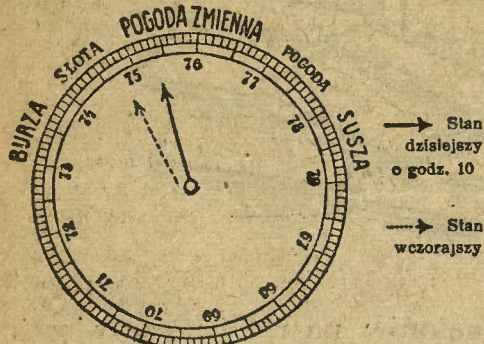 BURZA
SŁOTA
POGODA ZMIENNA
POGODA
SUSZA
73
74
75
76
77
78
79
67
68
69
70
71
72
Stan
dzisiejszy
o godz. 10
Stan
wczorajszy